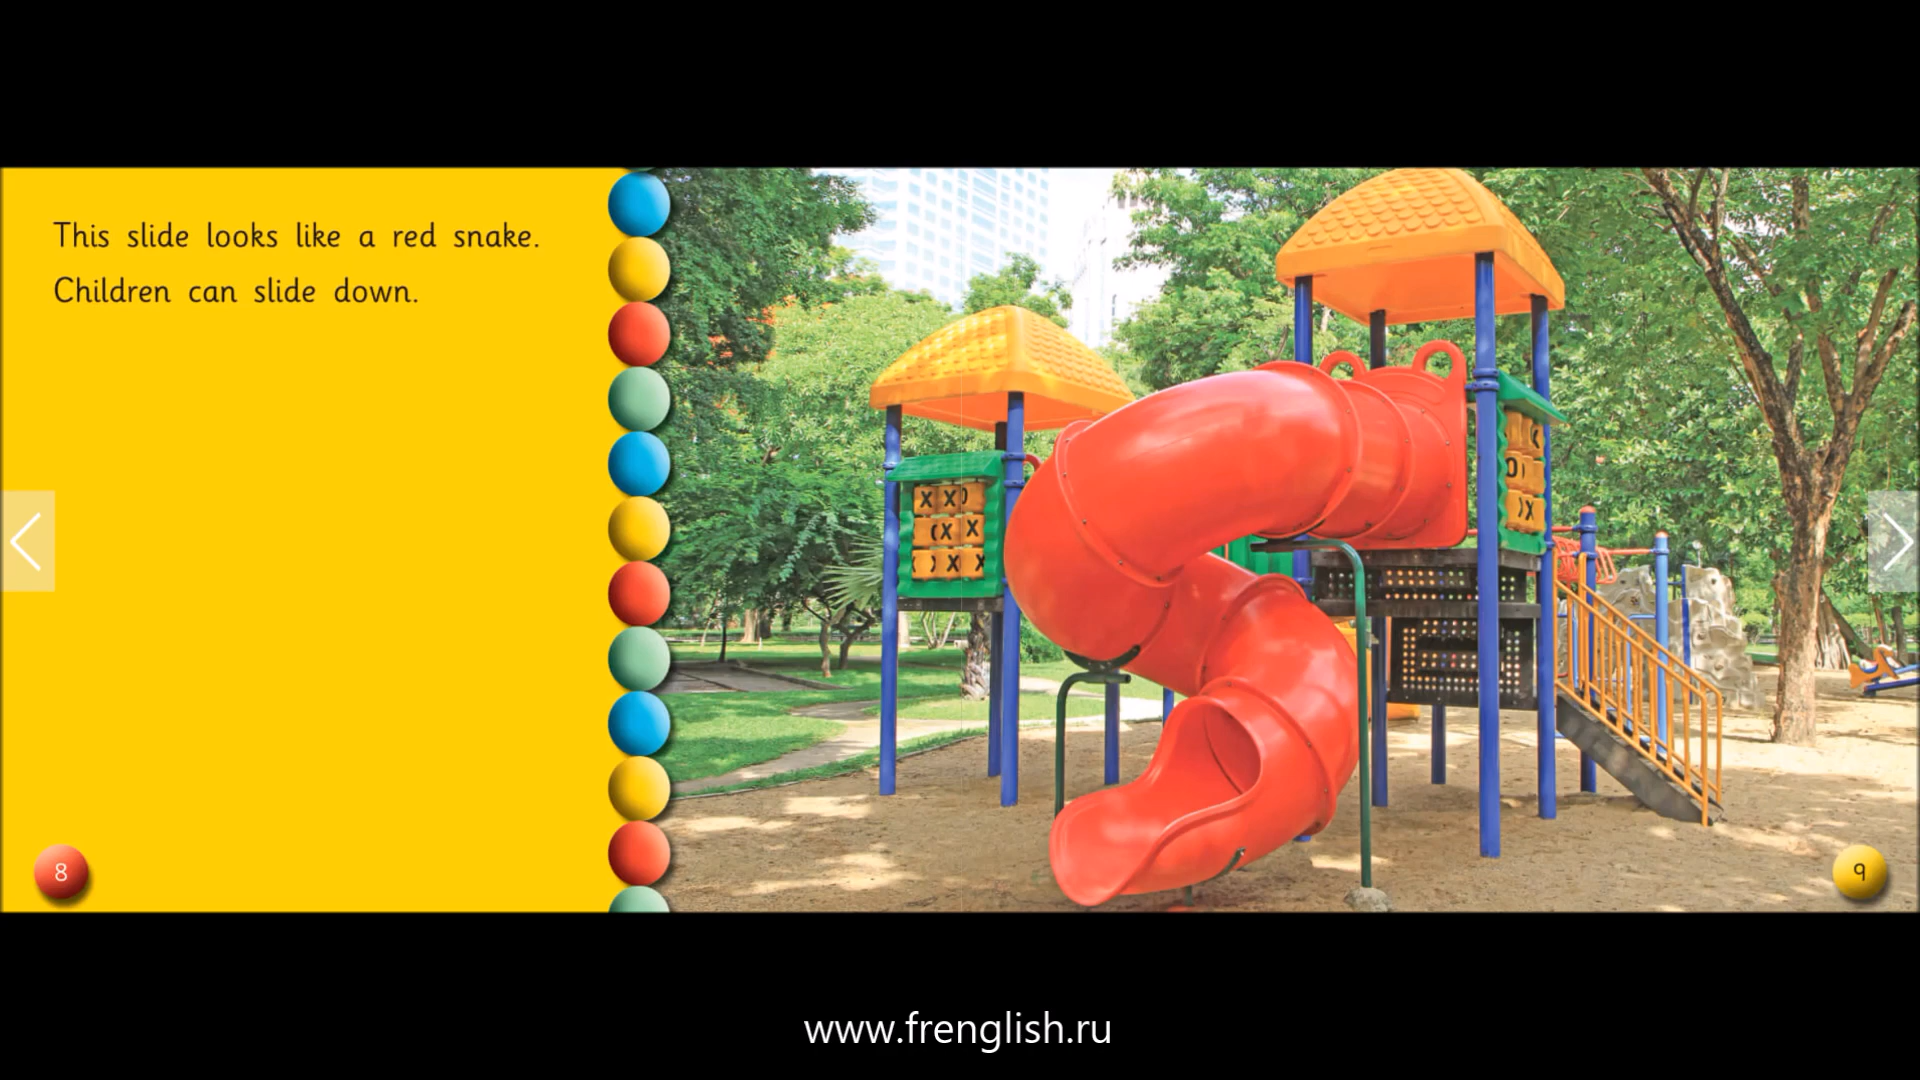 This slide looks like a red snake.
Children can slide down.
8
9
www.frenglish.ru